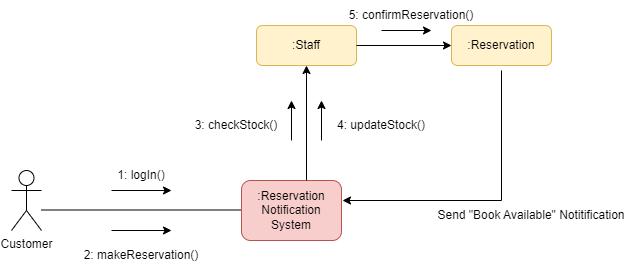 5: confirmReservation()
:Staff
:Reservation
3: checkStock()
4: updateStock()
1: logIn()
:Reservation
Notification
System
Send "Book Available" Notitification
Customer
2: makeReservation()